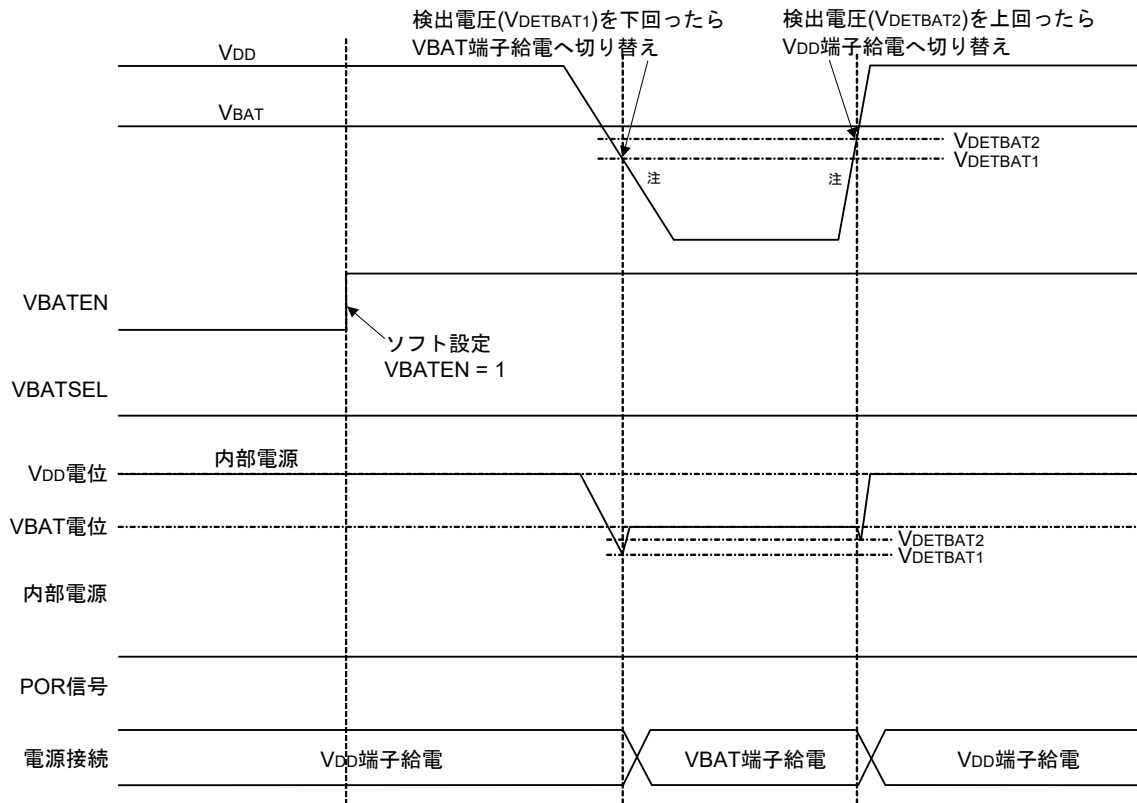 検出電圧(VDETBAT1)を下回ったら
VBAT端子給電へ切り替え
検出電圧(VDETBAT2)を上回ったら
VDD端子給電へ切り替え
VDD
VBAT
VDETBAT2
VDETBAT1
注
注
VBATEN
ソフト設定
VBATEN = 1
VBATSEL
内部電源
VDD電位
VBAT電位
VDETBAT2
VDETBAT1
内部電源
POR信号
電源接続
VDD端子給電
VBAT端子給電
VDD端子給電